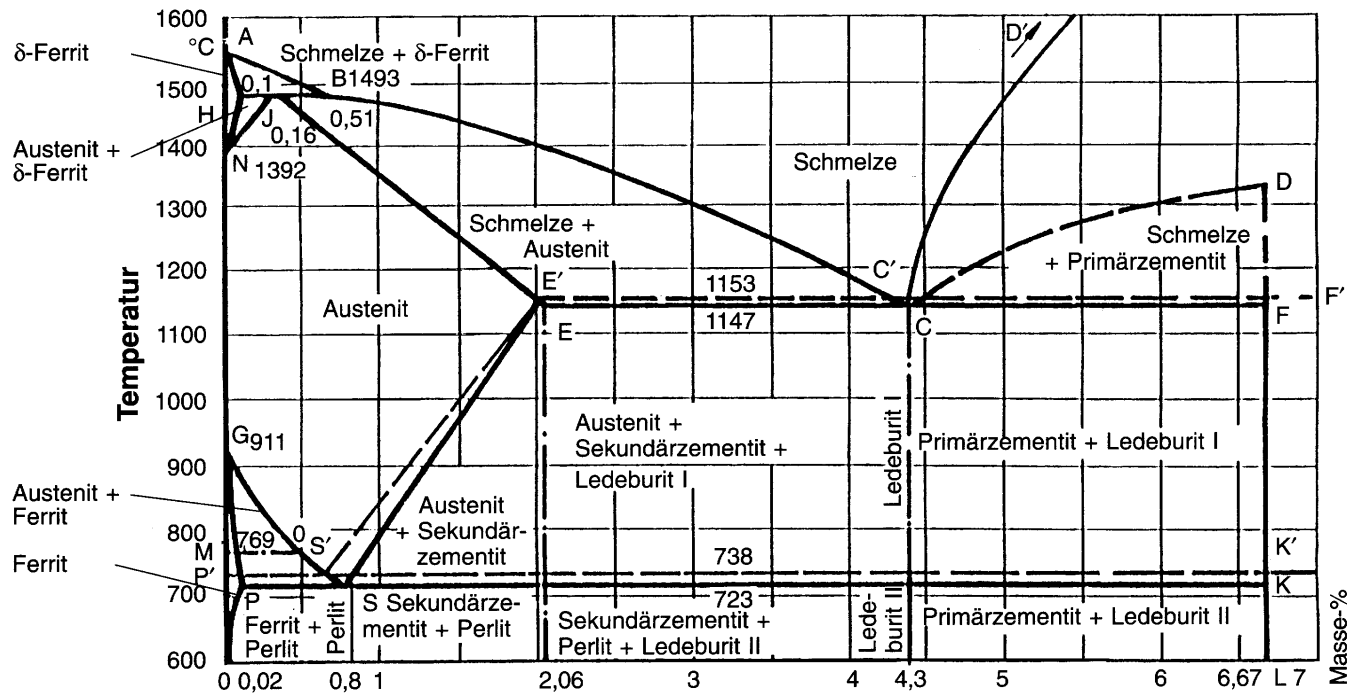 1600
°C
A
D′
δ-Ferrit
Schmelze + δ-Ferrit
1500
0,1
B1493
H
J
0,16
0,51
1400
Austenit +
δ-Ferrit
N 1392
Schmelze
1300
D
Schmelze +
Austenit
Schmelze
+ Primärzementit
1200
E′
1153
C′
F′
Austenit
1147
1100
E
C
F
Temperatur
1000
G911
900
Austenit +
Sekundärzementit +
Ledeburit I
Ledeburit I
Primärzementit + Ledeburit I
Austenit +
Ferrit
Austenit
+ Sekundär-
zementit
800
0
M
769
S′
738
K′
Ferrit
P′
700
723
K
P
Ferrit +
Perlit
Perlit
S Sekundärze-
mentit + Perlit
Sekundärzementit +
Perlit + Ledeburit II
Lede-
burit II
Primärzementit + Ledeburit II
600
0 0,02 0,8 1 2,06 3 4 4,3 5 6 6,67 L 7
Masse-%